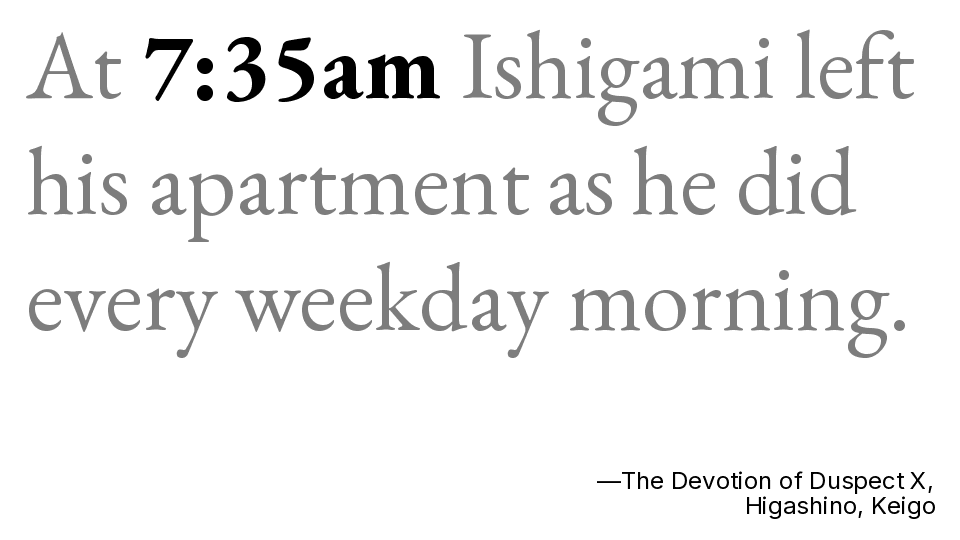 At 7:35am Ishigami left
his apartment as he did
every weekday morning.
—The Devotion of Duspect X,
Higashino, Keigo